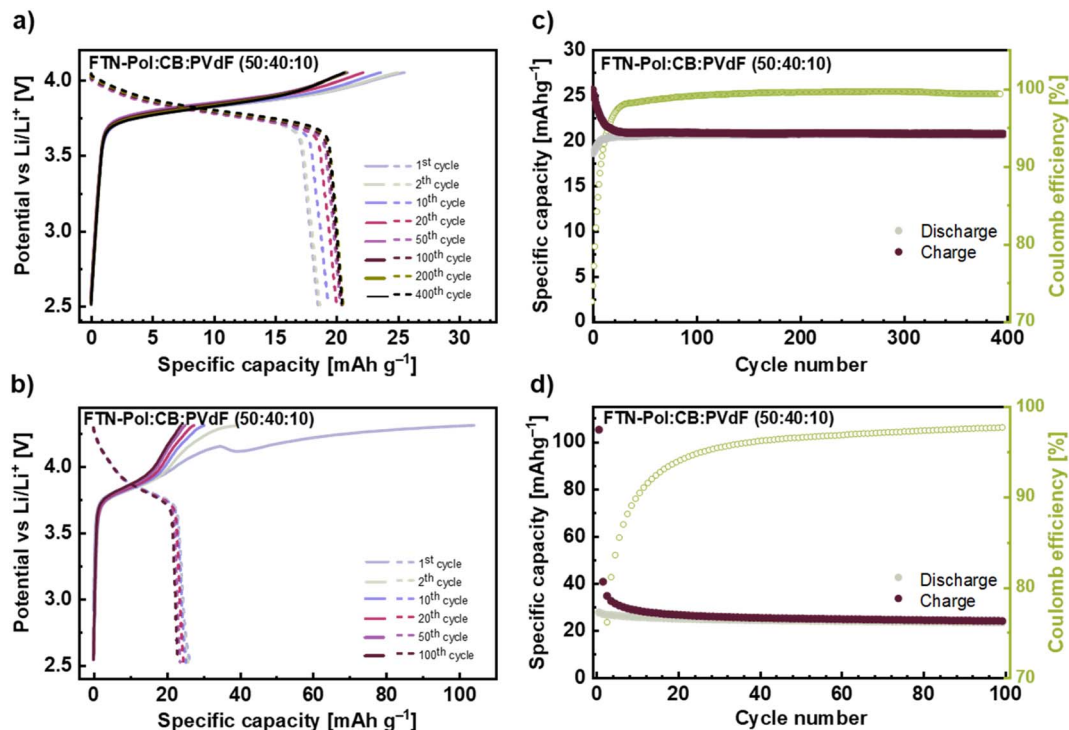 a)
FTN-Pol:CB:PVdF (50:40:10)
Potential vs Li/Li⁺ [V]
4.0
3.5
3.0
2.5
1st cycle
2th cycle
10th cycle
20th cycle
50th cycle
100th cycle
200th cycle
400th cycle
0 5 10 15 20 25 30
Specific capacity [mAh g⁻¹]
c)
FTN-Pol:CB:PVdF (50:40:10)
Specific capacity [mAhg⁻¹]
30
25
20
15
10
5
0
Discharge
Charge
100
90
80
70
Coulomb efficiency [%]
0 100 200 300 400
Cycle number
b)
FTN-Pol:CB:PVdF (50:40:10)
Potential vs Li/Li⁺ [V]
4.0
3.5
3.0
2.5
1st cycle
2th cycle
10th cycle
20th cycle
50th cycle
100th cycle
0 20 40 60 80 100
Specific capacity [mAh g⁻¹]
d)
FTN-Pol:CB:PVdF (50:40:10)
Specific capacity [mAhg⁻¹]
100
80
60
40
20
0
Discharge
Charge
100
90
80
70
Coulomb efficiency [%]
0 20 40 60 80 100
Cycle number